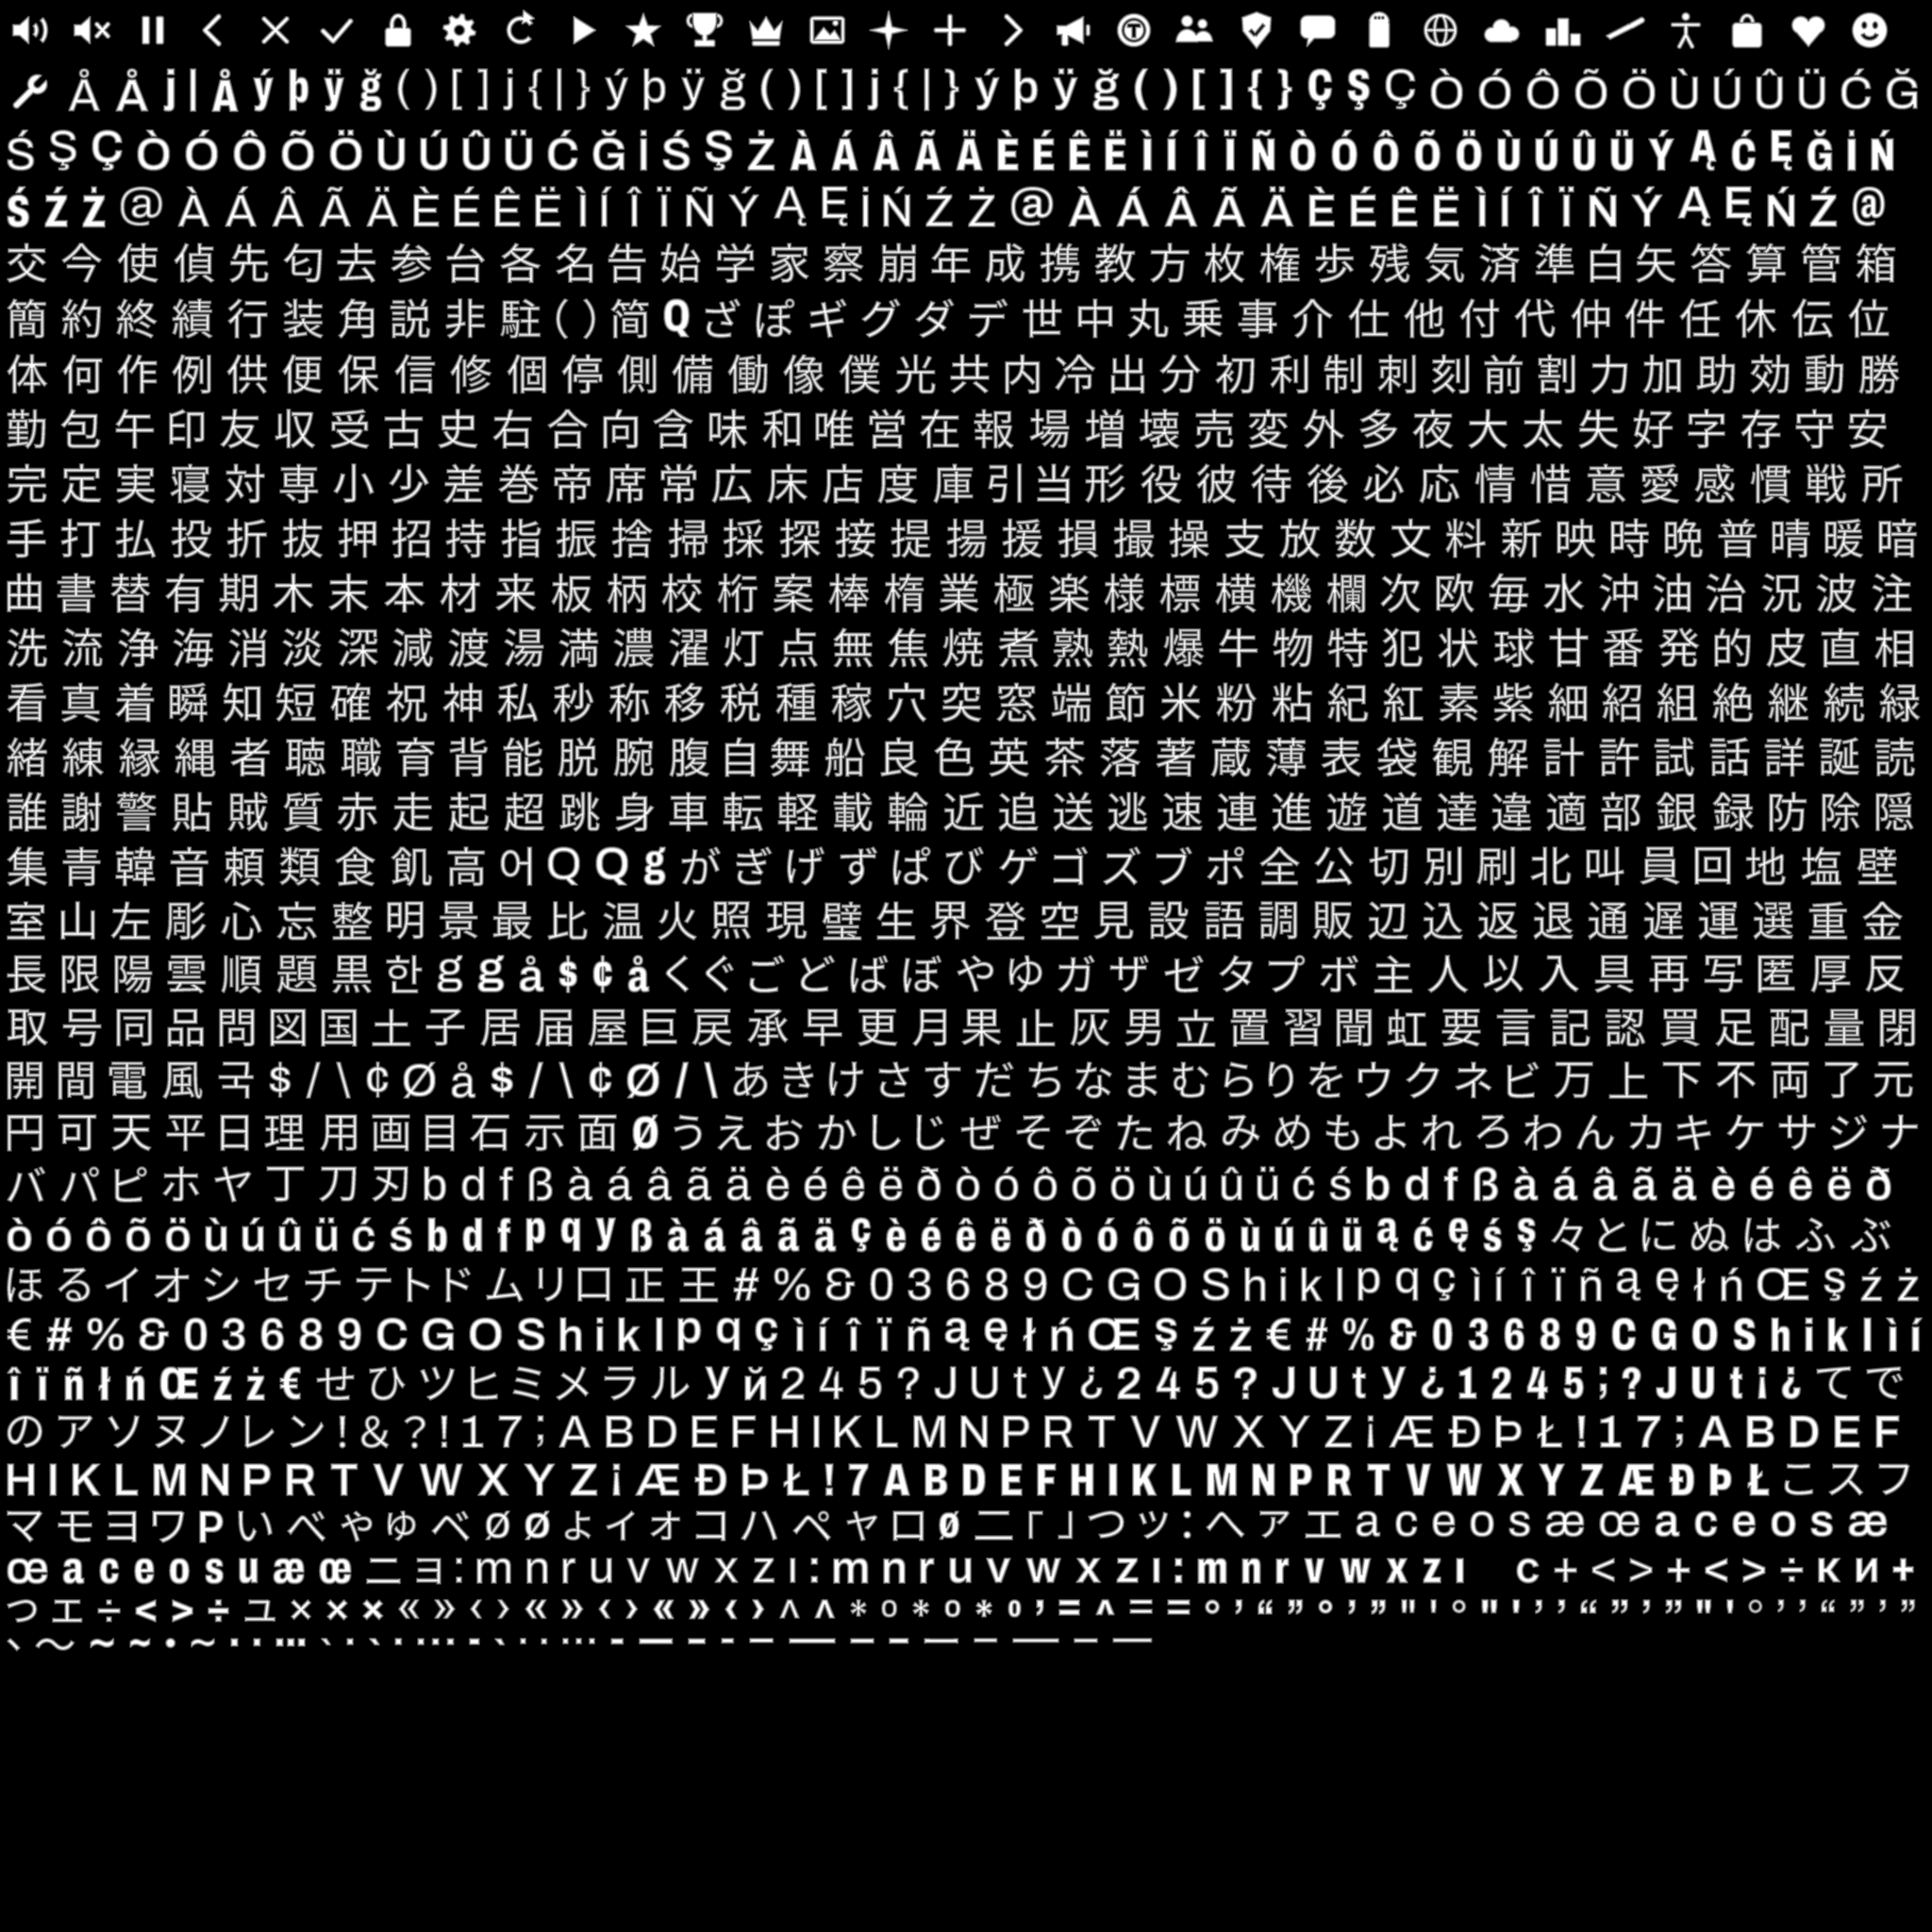 Å Å j | Å ý þ ÿ ğ ( ) [ ] j { | } ý þ ÿ ğ ( ) [ ] j { | } ý þ ÿ ğ ( ) [ ] { } Ç Ş Ç Ò Ó Ô Õ Ö Ù Ú Û Ü Ć Ğ
Ś Ş Ç Ò Ó Ô Õ Ö Ù Ú Û Ü Ć Ğ İ Ś Ş Ż À Á Â Ã Ä È É Ê Ë Ì Í Î Ï Ñ Ò Ó Ô Õ Ö Ù Ú Û Ü Ý Ą Ć Ę Ğ İ Ń
Ś Ź Ż @ À Á Â Ã Ä È É Ê Ë Ì Í Î Ï Ñ Ý Ą Ę İ Ń Ź Ż @ À Á Â Ã Ä È É Ê Ë Ì Í Î Ï Ñ Ý Ą Ę Ń Ź @
交 今 使 偵 先 匂 去 参 台 各 名 告 始 学 家 察 崩 年 成 携 教 方 枚 権 歩 残 気 済 準 白 矢 答 算 管 箱
簡 約 終 績 行 装 角 説 非 駐 ( ) 简 Q ざ ぽ ギ グ ダ デ 世 中 丸 乗 事 介 仕 他 付 代 仲 件 任 休 伝 位
体 何 作 例 供 便 保 信 修 個 停 側 備 働 像 僕 光 共 内 冷 出 分 初 利 制 刺 刻 前 割 力 加 助 効 動 勝
勤 包 午 印 友 収 受 古 史 右 合 向 含 味 和 唯 営 在 報 場 増 壊 売 変 外 多 夜 大 太 失 好 字 存 守 安
完 定 実 寝 対 専 小 少 差 巻 帝 席 常 広 床 店 度 庫 引 当 形 役 彼 待 後 必 応 情 惜 意 愛 感 慣 戦 所
手 打 払 投 折 抜 押 招 持 指 振 捨 掃 採 探 接 提 揚 援 損 撮 操 支 放 数 文 料 新 映 時 晩 普 晴 暖 暗
曲 書 替 有 期 木 末 本 材 来 板 柄 校 桁 案 棒 楕 業 極 楽 様 標 横 機 欄 次 欧 毎 水 沖 油 治 況 波 注
洗 流 浄 海 消 淡 深 減 渡 湯 満 濃 濯 灯 点 無 焦 焼 煮 熟 熱 爆 牛 物 特 犯 状 球 甘 番 発 的 皮 直 相
看 真 着 瞬 知 短 確 祝 神 私 秒 称 移 税 種 稼 穴 突 窓 端 節 米 粉 粘 紀 紅 素 紫 細 紹 組 絶 継 続 緑
緒 練 縁 縄 者 聴 職 育 背 能 脱 腕 腹 自 舞 船 良 色 英 茶 落 著 蔵 薄 表 袋 観 解 計 許 試 話 詳 誕 読
誰 謝 警 貼 賊 質 赤 走 起 超 跳 身 車 転 軽 載 輪 近 追 送 逃 速 連 進 遊 道 達 違 適 部 銀 録 防 除 隠
集 青 韓 音 頼 類 食 飢 高 어 Q Q g が ぎ げ ず ぱ び ゲ ゴ ズ ブ ポ 全 公 切 別 刷 北 叫 員 回 地 塩 壁
室 山 左 彫 心 忘 整 明 景 最 比 温 火 照 現 璧 生 界 登 空 見 設 語 調 販 辺 込 返 退 通 遅 運 選 重 金
長 限 陽 雲 順 題 黒 한 g g å $ ¢ å く ぐ ご ど ば ぼ や ゆ ガ ザ ゼ タ プ ボ 主 人 以 入 具 再 写 匿 厚 反
取 号 同 品 問 図 国 土 子 居 届 屋 巨 戻 承 早 更 月 果 止 灰 男 立 置 習 聞 虹 要 言 記 認 買 足 配 量 閉
開 間 電 風 국 $ / \ ¢ Ø å $ / \ ¢ Ø / \ あ き け さ す だ ち な ま む ら り を ウ ク ネ ビ 万 上 下 不 両 了 元
円 可 天 平 日 理 用 画 目 石 示 面 Ø う え お か し じ ぜ そ ぞ た ね み め も よ れ ろ わ ん カ キ ケ サ ジ ナ
バ パ ピ ホ ヤ 丁 刀 刃 b d f ß à á â ã ä è é ê ë ð ò ó ô õ ö ù ú û ü ć ś b d f ß à á â ã ä è é ê ë ð
ò ó ô õ ö ù ú û ü ć ś b d f p q y ß à á â ã ä ç è é ê ë ð ò ó ô õ ö ù ú û ü ą ć ę ś ş 々 と に ぬ は ふ ぶ
ほ る イ オ シ セ チ テ ト ド ム リ 口 正 王 # % & 0 3 6 8 9 C G O S h i k l p q ç ì í î ï ñ ą ę ł ń Œ ş ź ż
€ # % & 0 3 6 8 9 C G O S h i k l p q ç ì í î ï ñ ą ę ł ń Œ ş ź ż € # % & 0 3 6 8 9 C G O S h i k l ì í
î ï ñ ł ń Œ ź ż € せ ひ ツ ヒ ミ メ ラ ル у й 2 4 5 ? J U t y ¿ 2 4 5 ? J U t y ¿ 1 2 4 5 ; ? J U t ¡ ¿ て で
の ア ソ ヌ ノ レ ン ! & ? ! 1 7 ; A B D E F H I K L M N P R T V W X Y Z ¡ Æ Ð Þ Ł ! 1 7 ; A B D E F
H I K L M N P R T V W X Y Z ¡ Æ Ð Þ Ł ! 7 A B D E F H I K L M N P R T V W X Y Z Æ Ð Þ Ł こ ス フ
マ モ ヨ ワ Р い べ ゃ ゅ ベ ø ø ょ ィ ォ コ ハ ペ ャ ロ ø 二 「 」 つ ッ : ヘ ァ エ a c e o s æ œ a c e o s æ
œ a c e o s u æ œ ニ ョ : m n r u v w x z ı : m n r u v w x z ı : m n r v w x z ı с + < > + < > ÷ к и +
っ ェ ÷ < > ÷ ュ × × × « » ‹ › « » ‹ › « » ‹ › ^ ^ * º * º * º ’ = ^ = = ° ’ “ ” ° ’ ” " ' ° " ' ’ ’ “ ” ’ ” " ' ° ’ ’ “ ” ’ ”